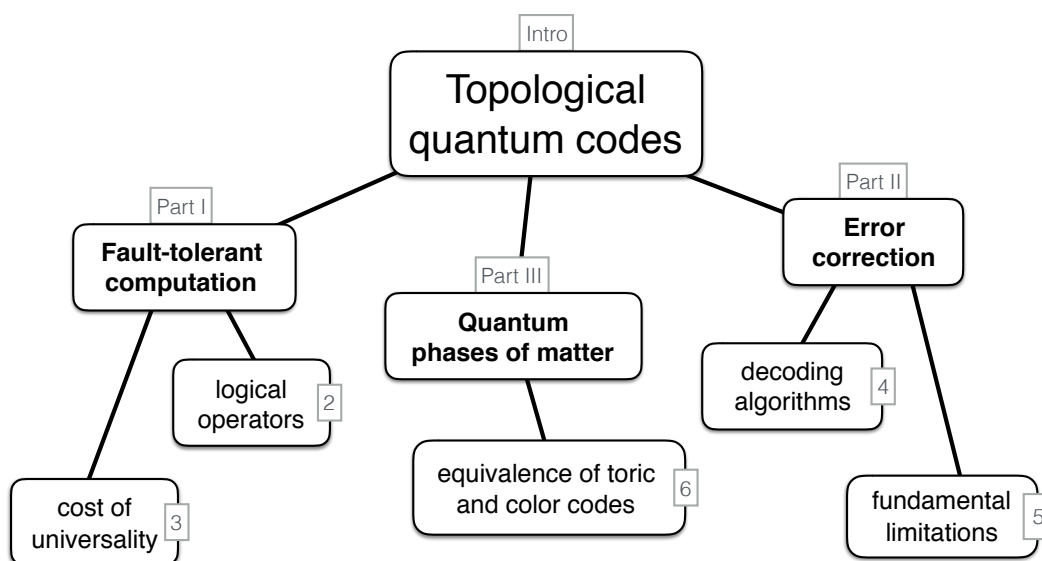 Intro
Topological
quantum codes
Part I
Fault-tolerant
computation
Part II
Error
correction
Part III
Quantum
phases of matter
logical
operators
2
decoding
algorithms
4
cost of
universality
3
equivalence of toric
and color codes
6
fundamental
limitations
5